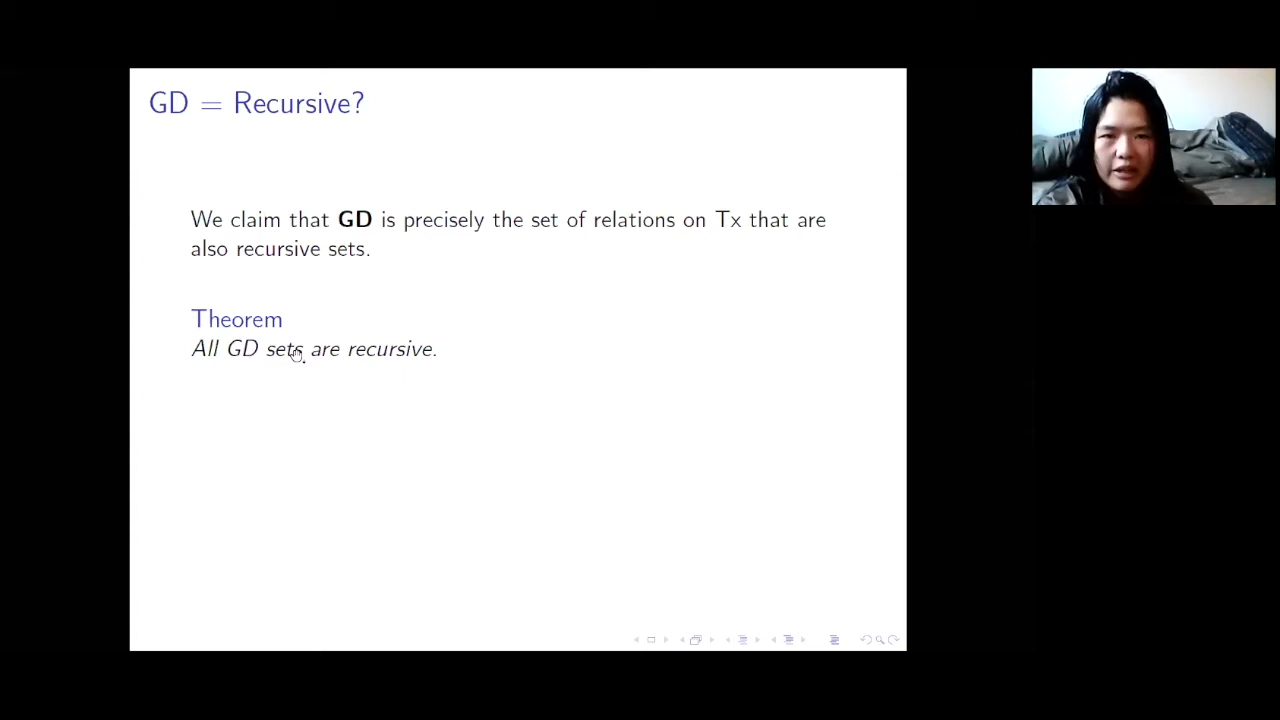 GD = Recursive?
We claim that GD is precisely the set of relations on Tx that are
also recursive sets.
Theorem
All GD sets are recursive.